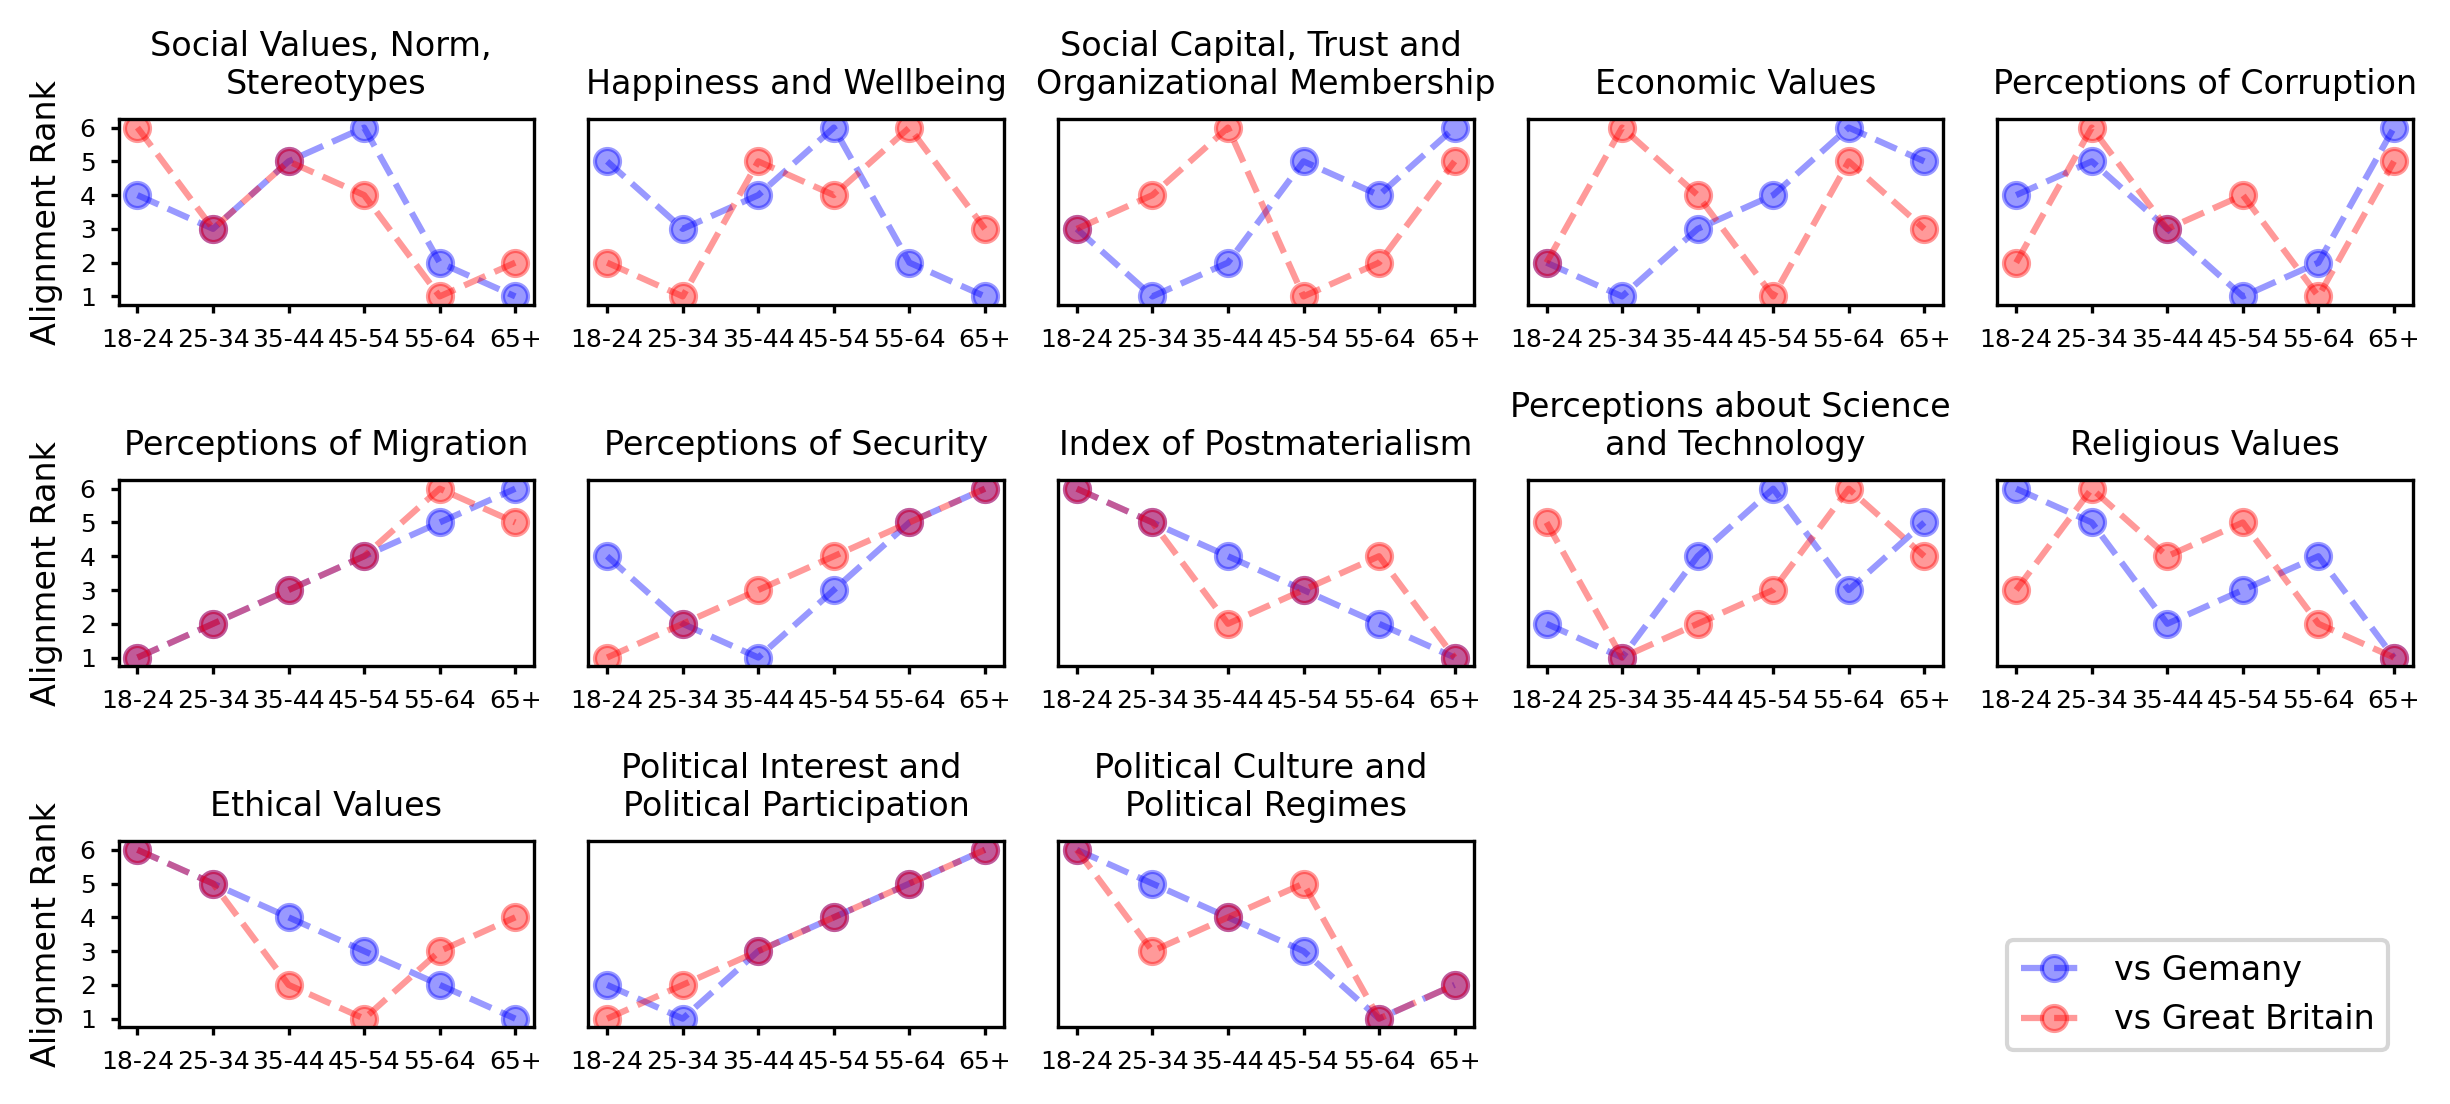 Social Values, Norm,
Stereotypes
Happiness and Wellbeing
Social Capital, Trust and
Organizational Membership
Economic Values
Perceptions of Corruption
Alignment Rank
6
5
4
3
2
1
18-24 25-34 35-44 45-54 55-64 65+
18-24 25-34 35-44 45-54 55-64 65+
18-24 25-34 35-44 45-54 55-64 65+
18-24 25-34 35-44 45-54 55-64 65+
18-24 25-34 35-44 45-54 55-64 65+
Perceptions of Migration
Perceptions of Security
Index of Postmaterialism
Perceptions about Science
and Technology
Religious Values
Alignment Rank
6
5
4
3
2
1
18-24 25-34 35-44 45-54 55-64 65+
18-24 25-34 35-44 45-54 55-64 65+
18-24 25-34 35-44 45-54 55-64 65+
18-24 25-34 35-44 45-54 55-64 65+
18-24 25-34 35-44 45-54 55-64 65+
Ethical Values
Political Interest and
Political Participation
Political Culture and
Political Regimes
Alignment Rank
6
5
4
3
2
1
18-24 25-34 35-44 45-54 55-64 65+
18-24 25-34 35-44 45-54 55-64 65+
18-24 25-34 35-44 45-54 55-64 65+
vs Gemany
vs Great Britain